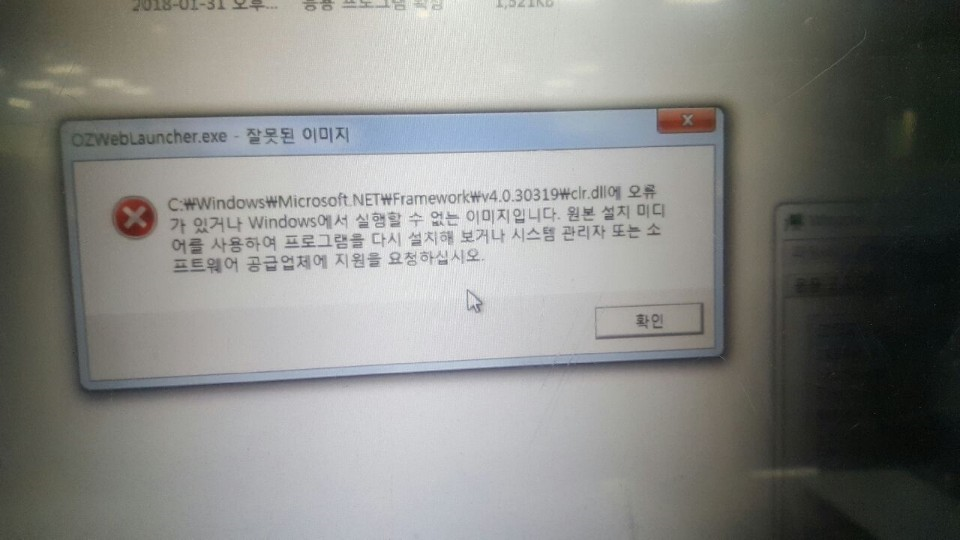 2018-01-31 오후... 응용 프로그램 확장 1,521KB
OZWebLauncher.exe - 잘못된 이미지
C:₩Windows₩Microsoft.NET₩Framework₩v4.0.30319₩clr.dll에 오류
가 있거나 Windows에서 실행할 수 없는 이미지입니다. 원본 설치 미디
어를 사용하여 프로그램을 다시 설치해 보거나 시스템 관리자 또는 소
프트웨어 공급업체에 지원을 요청하십시오.
확인